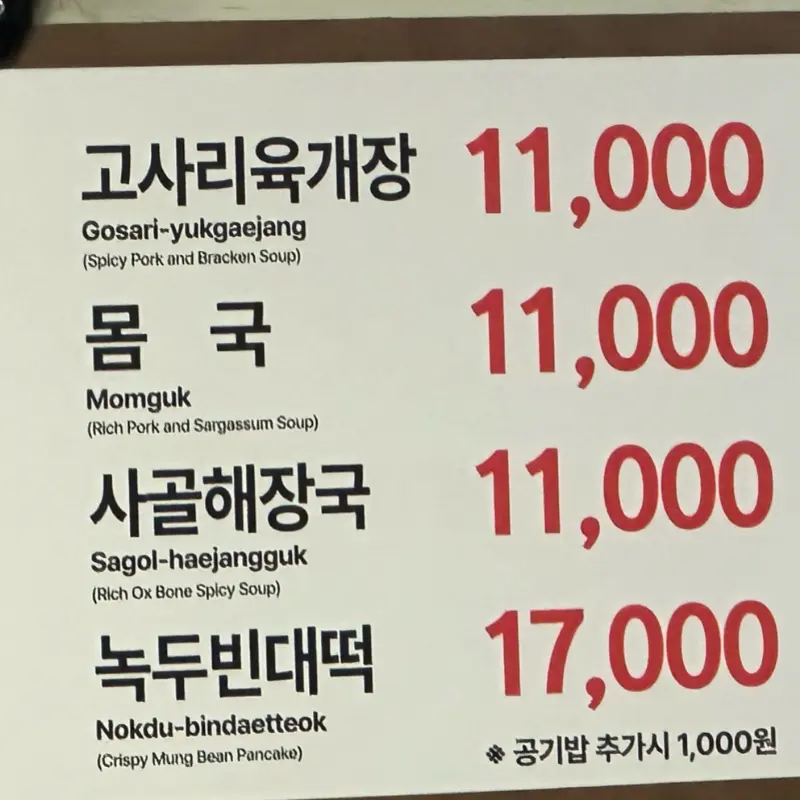 고사리육개장 11,000
Gosari-yukgaejang
(Spicy Pork and Bracken Soup)
몸 국 11,000
Momguk
(Rich Pork and Sargassum Soup)
사골해장국 11,000
Sagol-haejangguk
(Rich Ox Bone Spicy Soup)
녹두빈대떡 17,000
Nokdu-bindaetteok
(Crispy Mung Bean Pancake)
※ 공기밥 추가시 1,000원